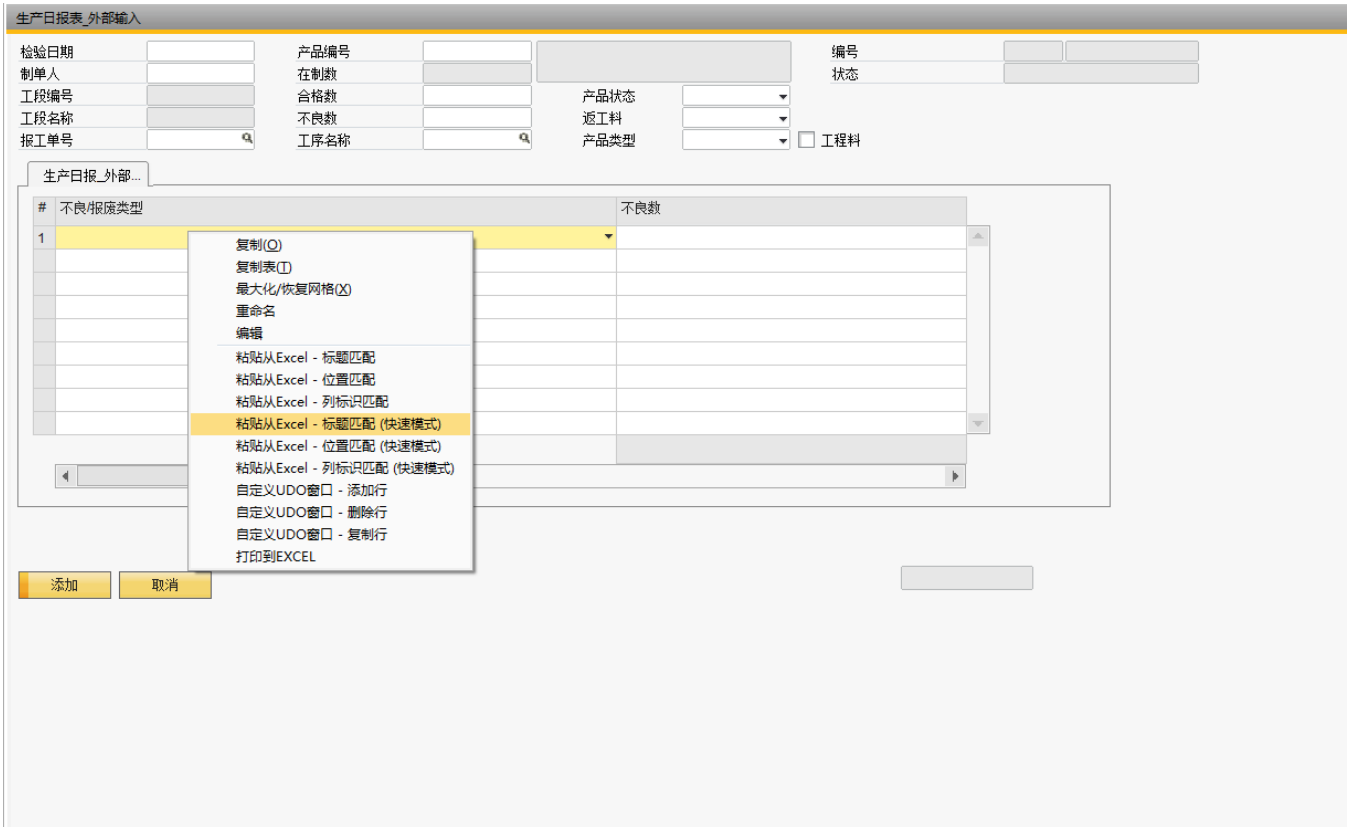 生产日报表_外部输入
检验日期 产品编号 编号
制单人 在制数 状态
工段编号 合格数 产品状态
工段名称 不良数 返工料
报工单号 工序名称 产品类型 工程料
生产日报_外部...
# 不良/报废类型 不良数
1
复制(O)
复制表(T)
最大化/恢复网格(X)
重命名
编辑
粘贴从Excel - 标题匹配
粘贴从Excel - 位置匹配
粘贴从Excel - 列标识匹配
粘贴从Excel - 标题匹配 (快速模式)
粘贴从Excel - 位置匹配 (快速模式)
粘贴从Excel - 列标识匹配 (快速模式)
自定义UDO窗口 - 添加行
自定义UDO窗口 - 删除行
自定义UDO窗口 - 复制行
打印到EXCEL
添加 取消